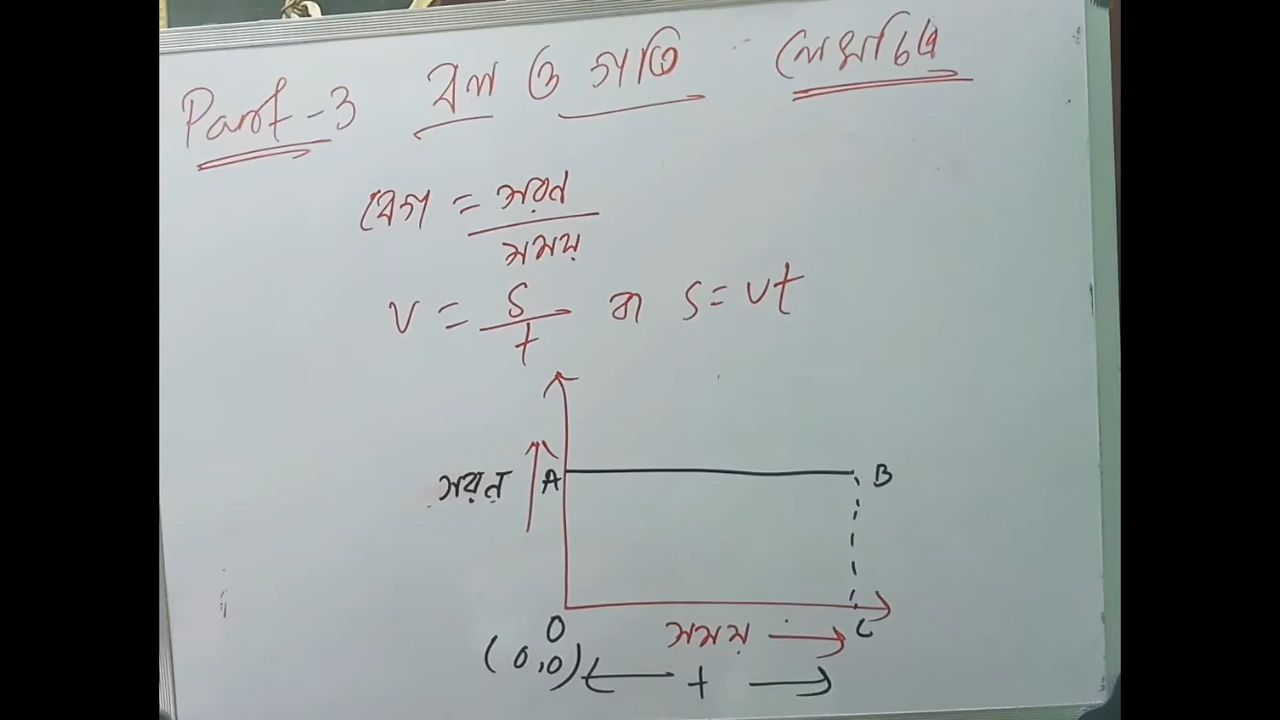 Part-3 বল ও গতি লেখচিত্র
বেগ = সরণ / সময়
v = s/t বা s = vt
সরণ A B
O সময় C
(0,0) t